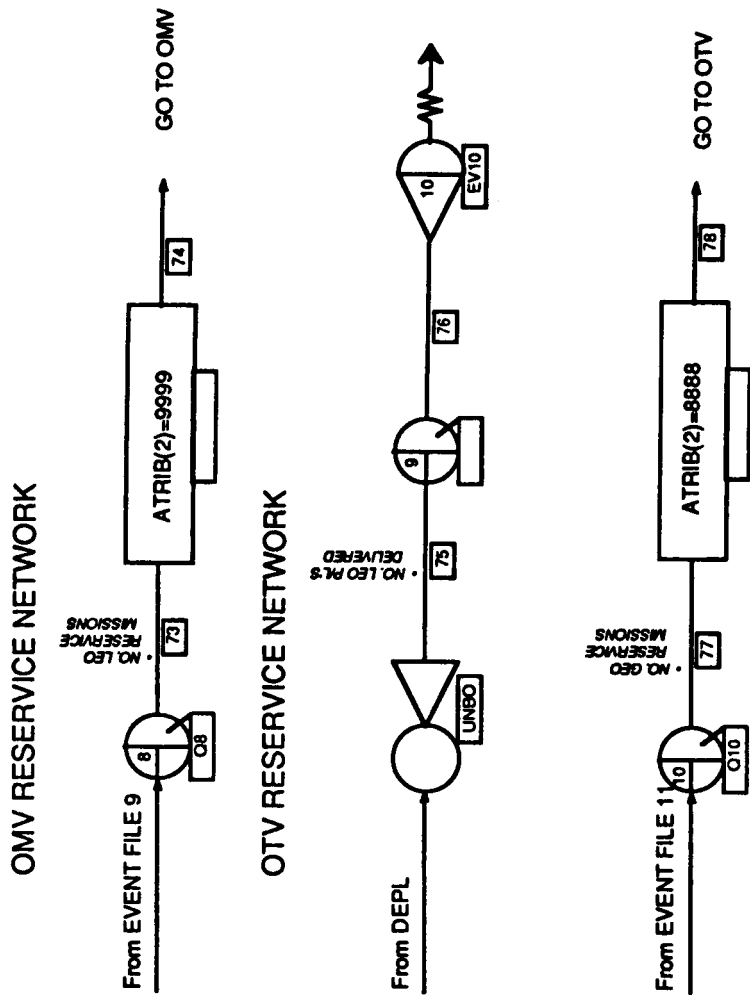 OMV RESERVICE NETWORK
From EVENT FILE 9
8
Q8
• NO. LEO
RESERVICE
MISSIONS
73
ATRIB(2)=9999
74
GO TO OMV
OTV RESERVICE NETWORK
From DEPL
UNBO
• NO. LEO P/L'S
DELIVERED
75
9
76
10
EV10
From EVENT FILE 11
10
Q10
• NO. GEO
RESERVICE
MISSIONS
77
ATRIB(2)=8888
78
GO TO OTV